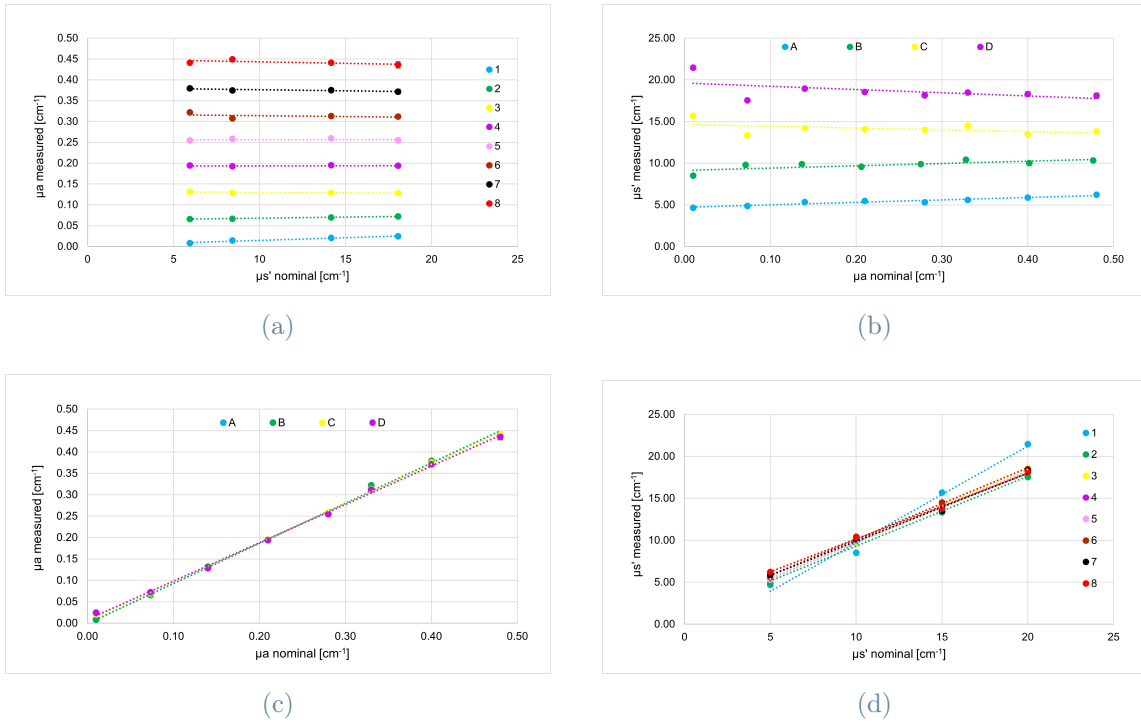 0.50
0.45
0.40
0.35
0.30
0.25
0.20
0.15
0.10
0.05
0.00
µa measured [cm⁻¹]
0 5 10 15 20 25
µs' nominal [cm⁻¹]
1
2
3
4
5
6
7
8
(a)
25.00
20.00
15.00
10.00
5.00
0.00
µs' measured [cm⁻¹]
A B C D
0.00 0.10 0.20 0.30 0.40 0.50
µa nominal [cm⁻¹]
(b)
0.50
0.45
0.40
0.35
0.30
0.25
0.20
0.15
0.10
0.05
0.00
µa measured [cm⁻¹]
A B C D
0.00 0.10 0.20 0.30 0.40 0.50
µa nominal [cm⁻¹]
(c)
25.00
20.00
15.00
10.00
5.00
0.00
µs' measured [cm⁻¹]
0 5 10 15 20 25
µs' nominal [cm⁻¹]
1
2
3
4
5
6
7
8
(d)